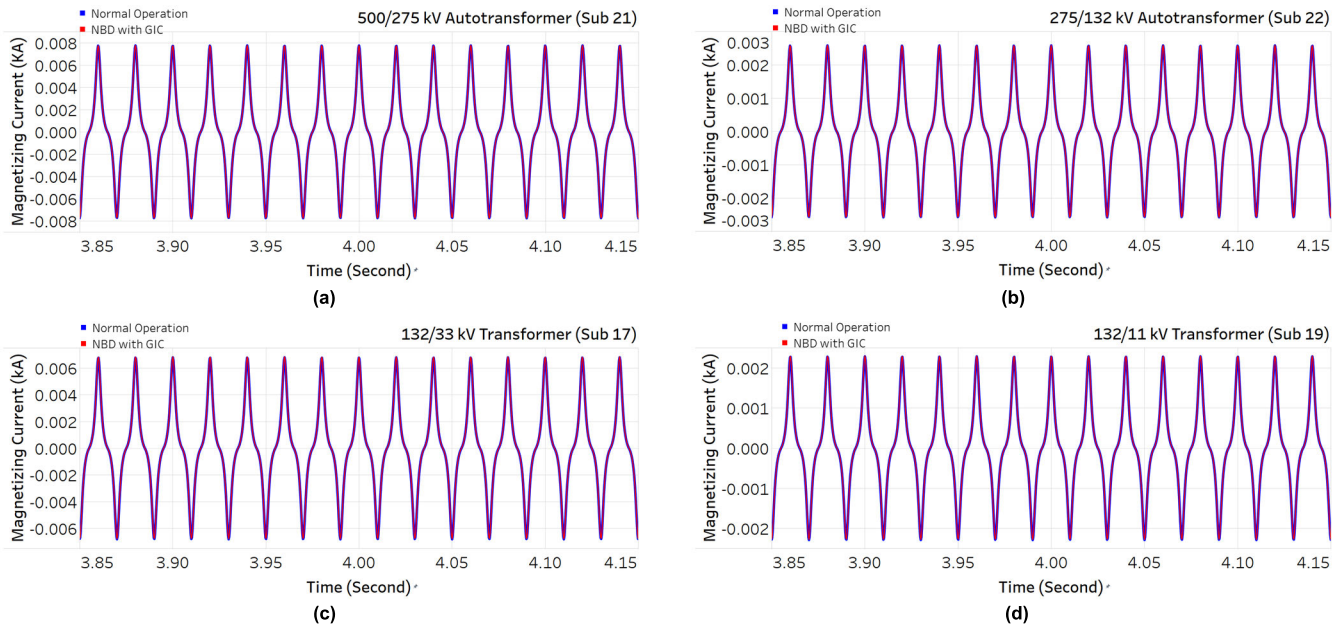 Normal Operation
NBD with GIC
500/275 kV Autotransformer (Sub 21)
Magnetizing Current (kA)
0.008
0.006
0.004
0.002
0.000
-0.002
-0.004
-0.006
-0.008
3.85 3.90 3.95 4.00 4.05 4.10 4.15
Time (Second)
(a)
Normal Operation
NBD with GIC
275/132 kV Autotransformer (Sub 22)
Magnetizing Current (kA)
0.003
0.002
0.001
0.000
-0.001
-0.002
-0.003
3.85 3.90 3.95 4.00 4.05 4.10 4.15
Time (Second)
(b)
Normal Operation
NBD with GIC
132/33 kV Transformer (Sub 17)
Magnetizing Current (kA)
0.006
0.004
0.002
0.000
-0.002
-0.004
-0.006
3.85 3.90 3.95 4.00 4.05 4.10 4.15
Time (Second)
(c)
Normal Operation
NBD with GIC
132/11 kV Transformer (Sub 19)
Magnetizing Current (kA)
0.002
0.001
0.000
-0.001
-0.002
3.85 3.90 3.95 4.00 4.05 4.10 4.15
Time (Second)
(d)